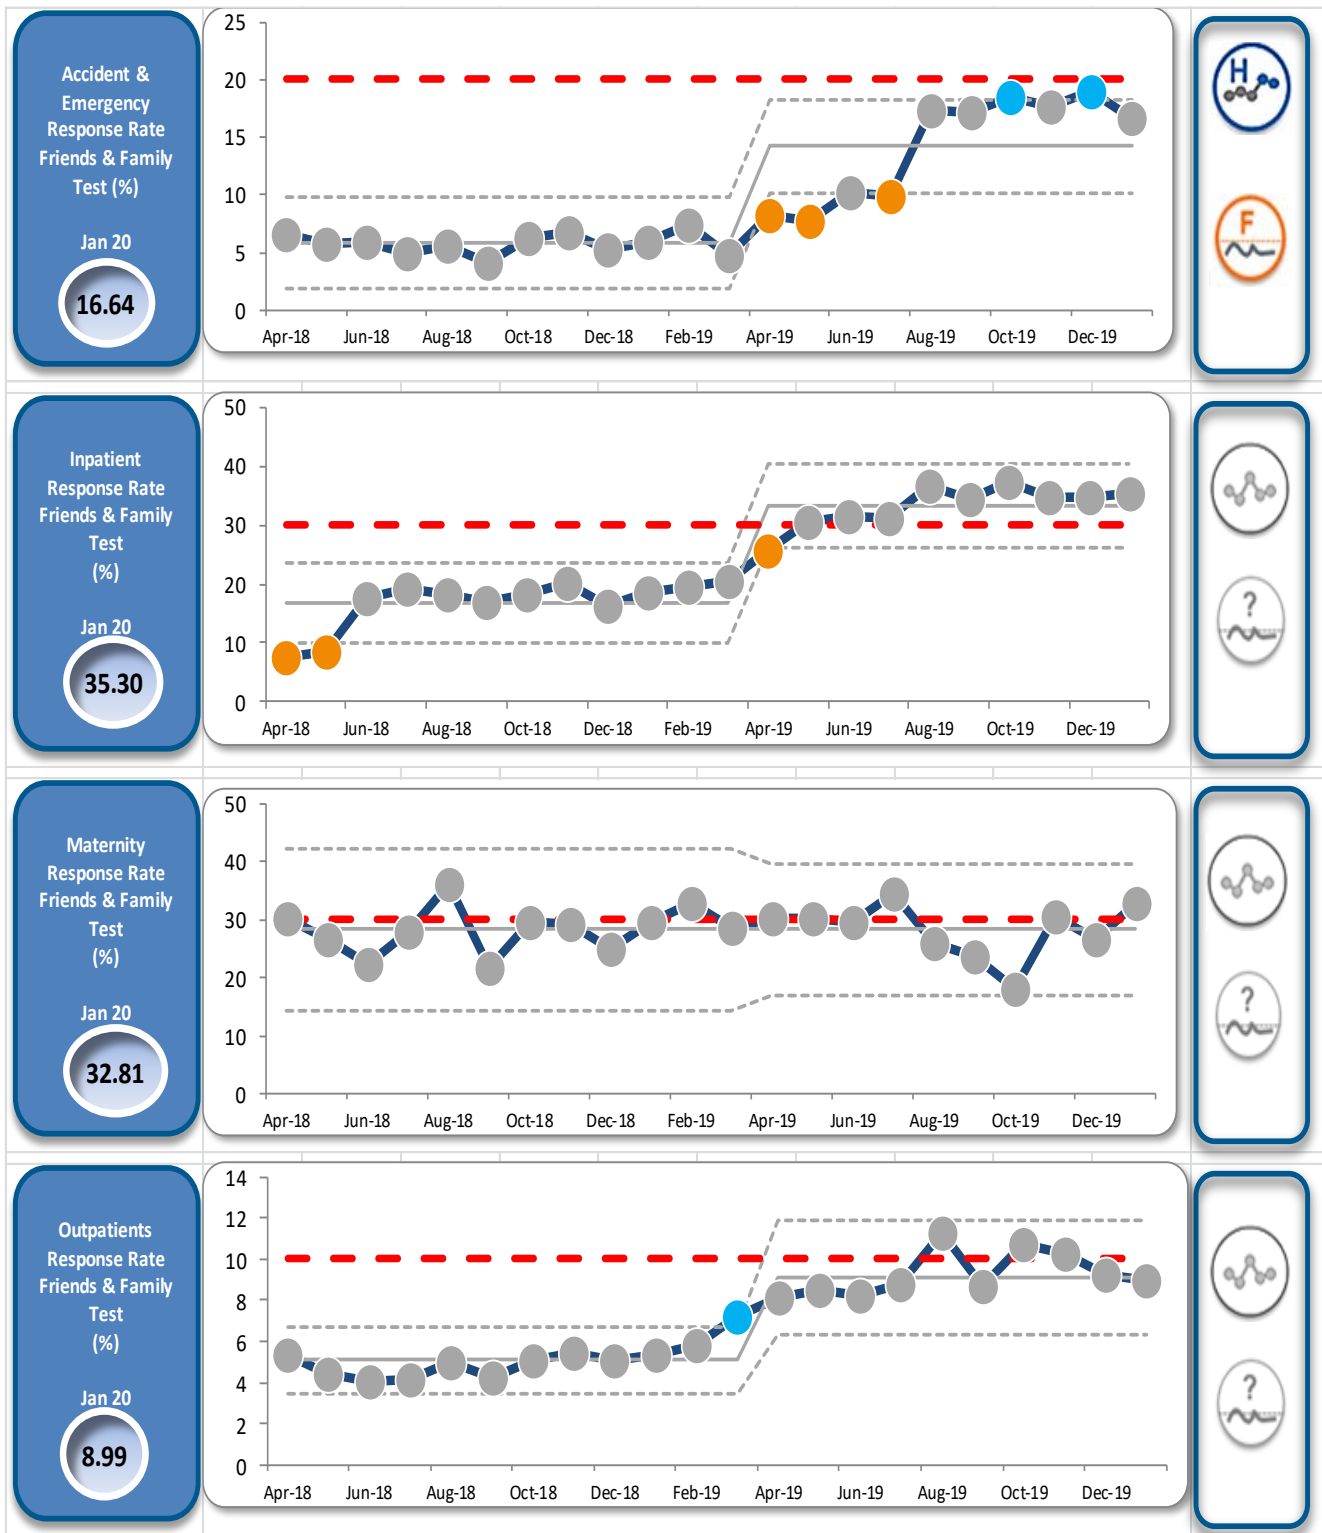 Accident &
Emergency
Response Rate
Friends & Family
Test (%)
Jan 20
16.64
25
20
15
10
5
0
Apr-18 Jun-18 Aug-18 Oct-18 Dec-18 Feb-19 Apr-19 Jun-19 Aug-19 Oct-19 Dec-19
H
F
Inpatient
Response Rate
Friends & Family
Test
(%)
Jan 20
35.30
50
40
30
20
10
0
Apr-18 Jun-18 Aug-18 Oct-18 Dec-18 Feb-19 Apr-19 Jun-19 Aug-19 Oct-19 Dec-19
?
Maternity
Response Rate
Friends & Family
Test
(%)
Jan 20
32.81
50
40
30
20
10
0
Apr-18 Jun-18 Aug-18 Oct-18 Dec-18 Feb-19 Apr-19 Jun-19 Aug-19 Oct-19 Dec-19
?
Outpatients
Response Rate
Friends & Family
Test
(%)
Jan 20
8.99
14
12
10
8
6
4
2
0
Apr-18 Jun-18 Aug-18 Oct-18 Dec-18 Feb-19 Apr-19 Jun-19 Aug-19 Oct-19 Dec-19
?